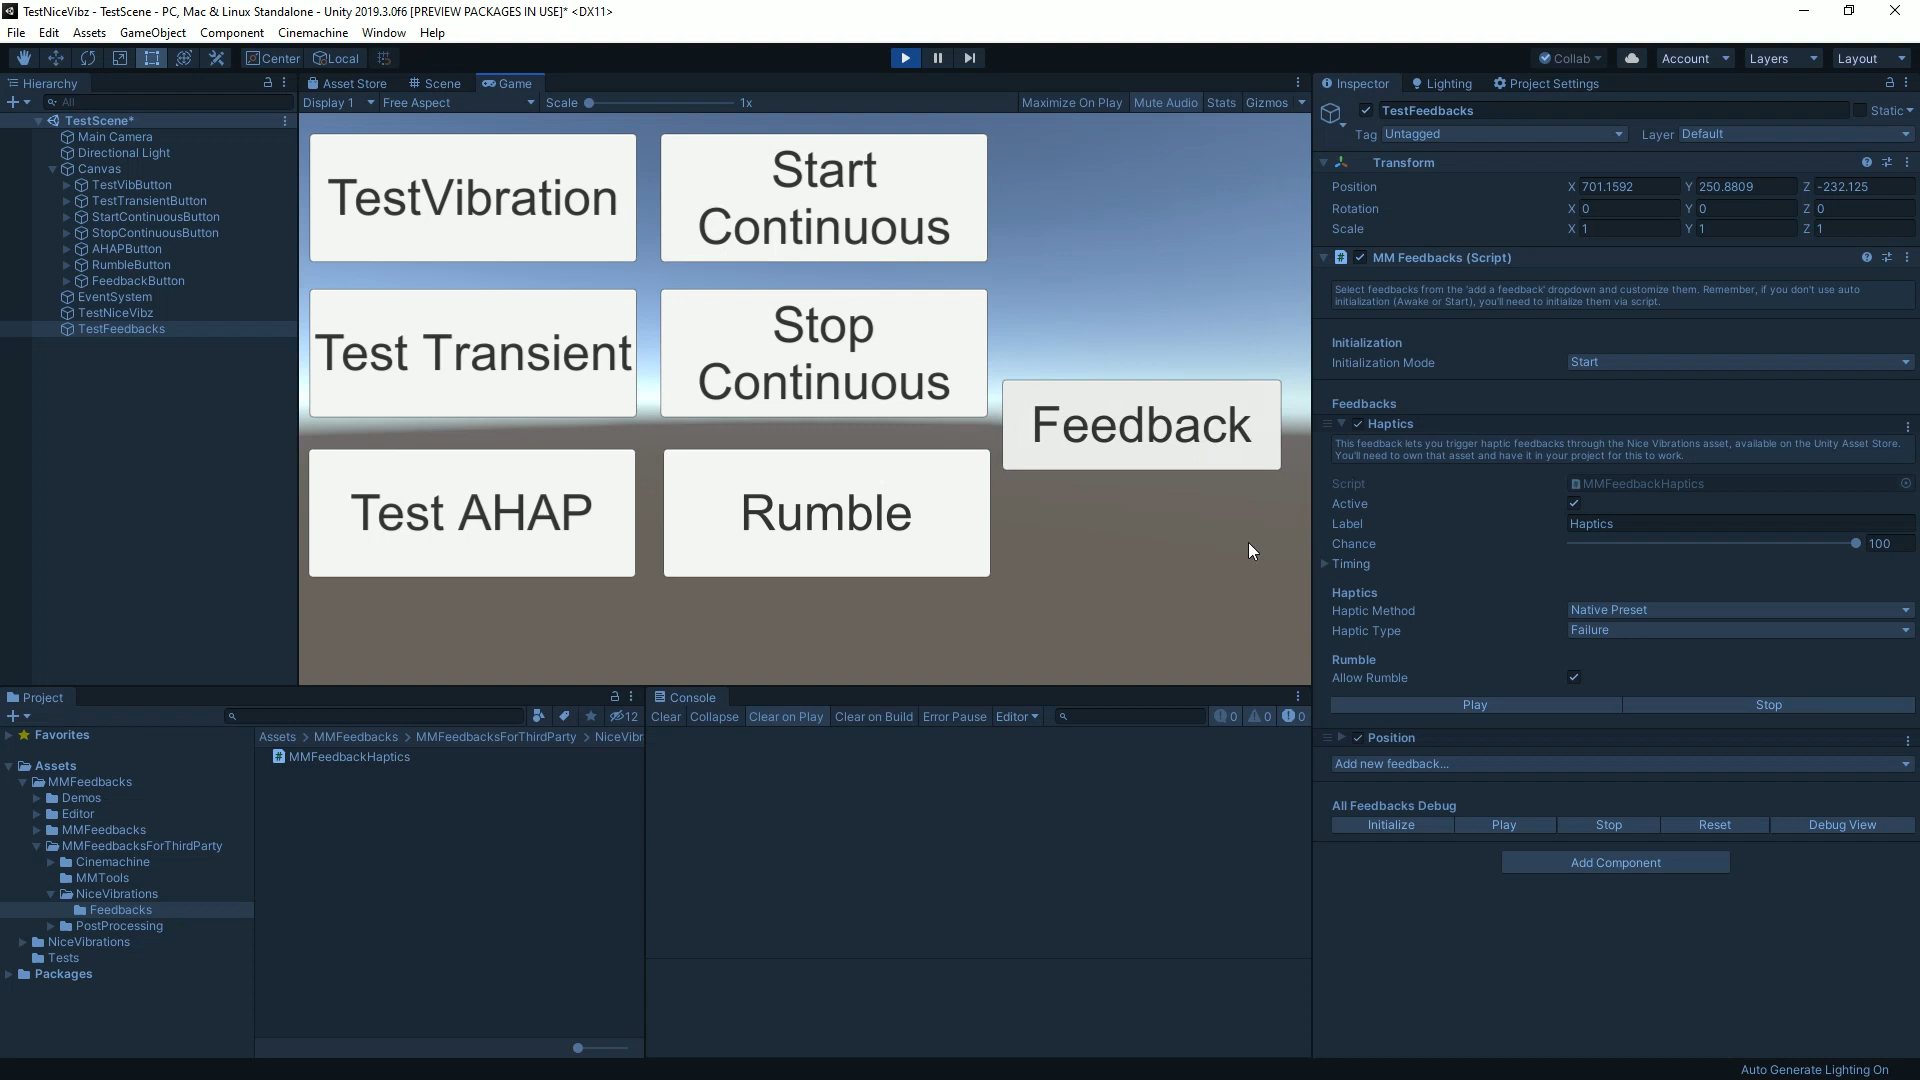 TestNiceVibz - TestScene - PC, Mac & Linux Standalone - Unity 2019.3.0f6 [PREVIEW PACKAGES IN USE]* <DX11>
File Edit Assets GameObject Component Cinemachine Window Help
Center Local Collab Account Layers Layout
Hierarchy
All
TestScene*
Main Camera
Directional Light
Canvas
TestVibButton
TestTransientButton
StartContinuousButton
StopContinuousButton
AHAPButton
RumbleButton
FeedbackButton
EventSystem
TestNiceVibz
TestFeedbacks
Asset Store Scene Game
Display 1 Free Aspect Scale 1x Maximize On Play Mute Audio Stats Gizmos
TestVibration
Start
Continuous
Test Transient
Stop
Continuous
Feedback
Test AHAP
Rumble
Inspector Lighting Project Settings
TestFeedbacks Static
Tag Untagged Layer Default
Transform
Position X 701.1592 Y 250.8809 Z -232.125
Rotation X 0 Y 0 Z 0
Scale X 1 Y 1 Z 1
MM Feedbacks (Script)
Select feedbacks from the 'add a feedback' dropdown and customize them. Remember, if you don't use auto
initialization (Awake or Start), you'll need to initialize them via script.
Initialization
Initialization Mode Start
Feedbacks
Haptics
This feedback lets you trigger haptic feedbacks through the Nice Vibrations asset, available on the Unity Asset Store.
You'll need to own that asset and have it in your project for this to work.
Script MMFeedbackHaptics
Active
Label Haptics
Chance 100
Timing
Haptics
Haptic Method Native Preset
Haptic Type Failure
Rumble
Allow Rumble
Play Stop
Position
Add new feedback...
All Feedbacks Debug
Initialize Play Stop Reset Debug View
Add Component
Project
12
Favorites
Assets
MMFeedbacks
Demos
Editor
MMFeedbacks
MMFeedbacksForThirdParty
Cinemachine
MMTools
NiceVibrations
Feedbacks
PostProcessing
NiceVibrations
Tests
Packages
Assets > MMFeedbacks > MMFeedbacksForThirdParty > NiceVibr
MMFeedbackHaptics
Console
Clear Collapse Clear on Play Clear on Build Error Pause Editor 0 0 0
Auto Generate Lighting On